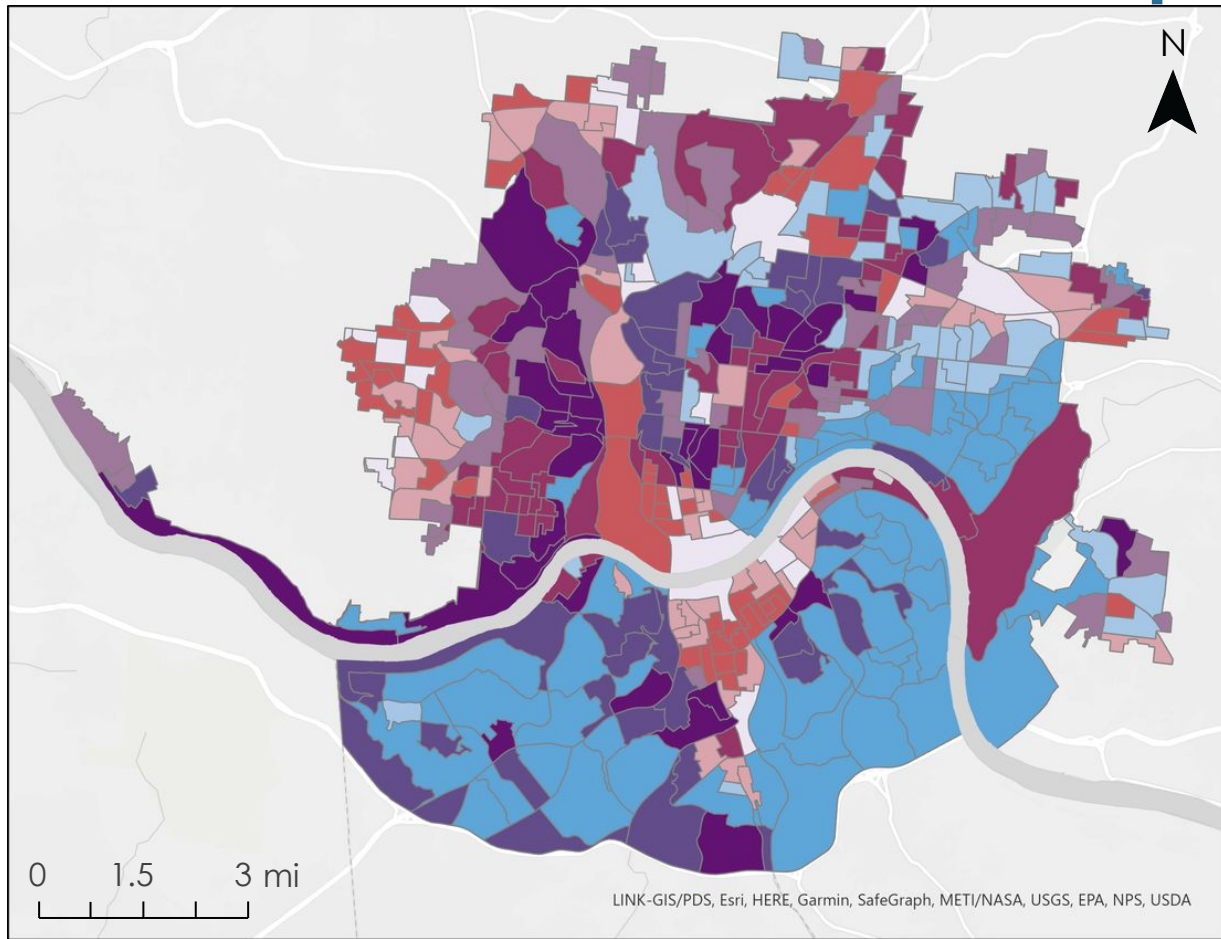 N
0 1.5 3 mi
LINK-GIS/PDS, Esri, HERE, Garmin, SafeGraph, METI/NASA, USGS, EPA, NPS, USDA